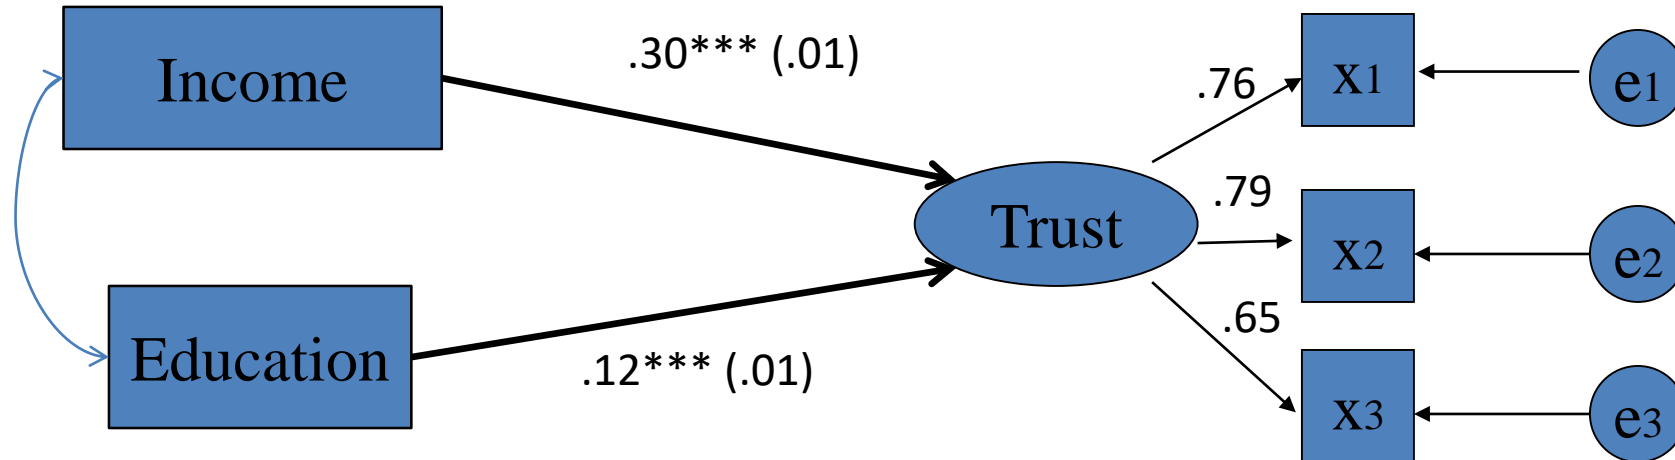 Income
.30*** (.01)
.76
x1
e1
Trust
.79
x2
e2
Education
.12*** (.01)
.65
x3
e3